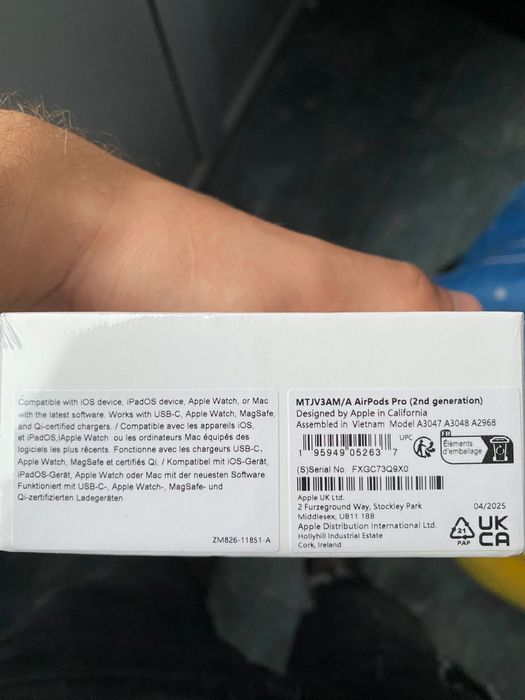 Compatible with iOS device, iPadOS device, Apple Watch, or Mac
with the latest software. Works with USB-C, Apple Watch, MagSafe,
and Qi-certified chargers. / Compatible avec les appareils iOS,
et iPadOS,lApple Watch ou les ordinateurs Mac équipés des
logiciels les plus récents. Fonctionne avec les chargeurs USB-C,
Apple Watch, MagSafe et certifiés Qi. / Kompatibel mit iOS-Gerät,
iPadOS-Gerät, Apple Watch oder Mac mit der neuesten Software
Funktioniert mit USB-C-, Apple Watch-, MagSafe- und
Qi-zertifizierten Ladegeräten
ZM826-11851-A
MTJV3AM/A AirPods Pro (2nd generation)
Designed by Apple in California
Assembled in Vietnam Model A3047 A3048 A2968
UPC
1 95949 05263 7
FR
Éléments
d'emballage
(S)Serial No. FXGC73Q9X0
Apple UK Ltd.
2 Furzeground Way, Stockley Park
Middlesex, UB11 1BB
04/2025
Apple Distribution International Ltd.
Hollyhill Industrial Estate
Cork, Ireland
21
PAP
UK
CA